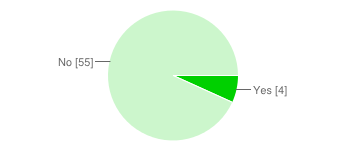 No [55]
Yes [4]